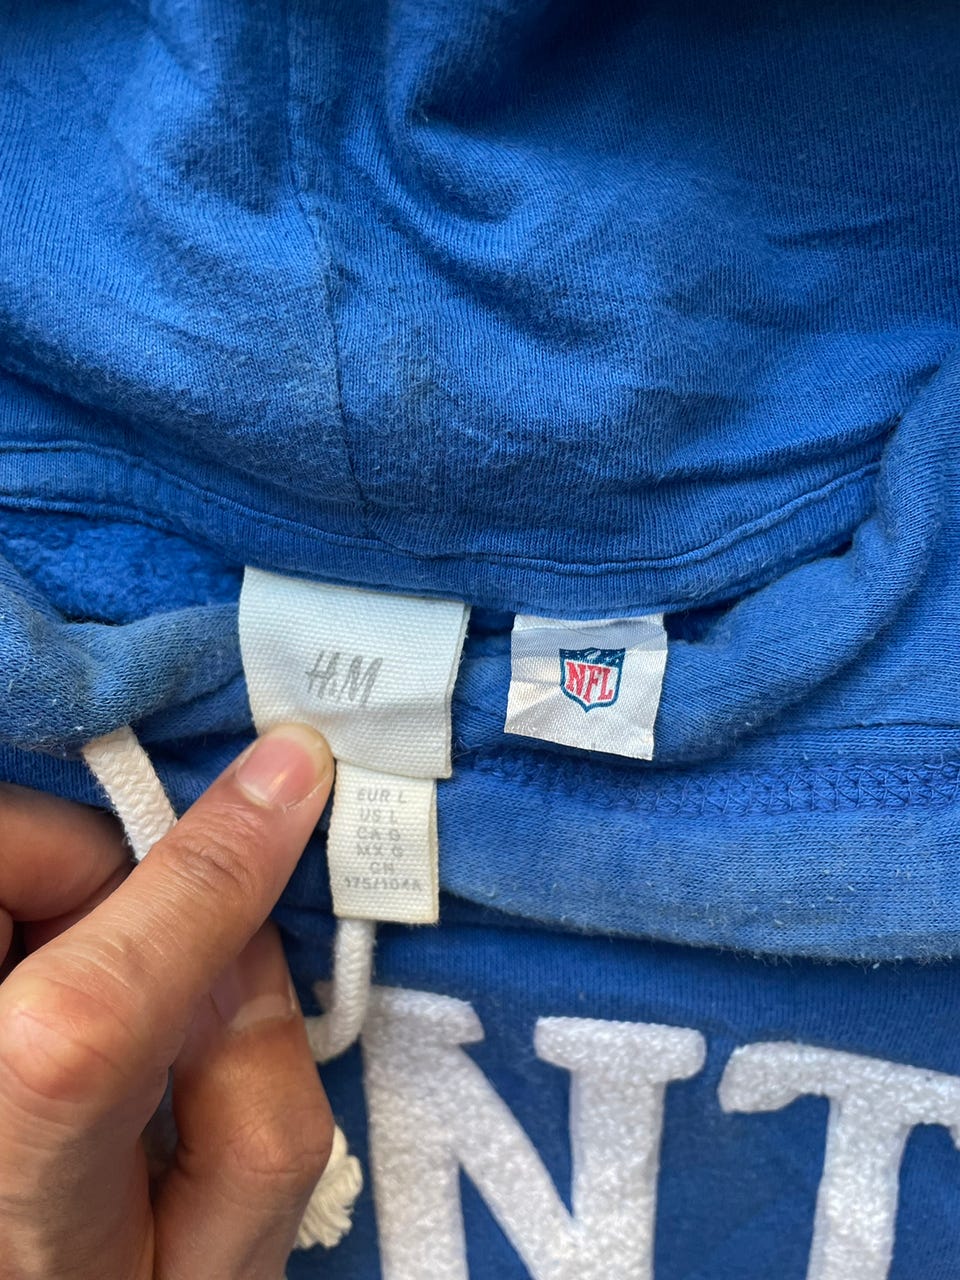 H&M
NFL
EUR L
US L
CA G
MX G
CN
175/104A
NT